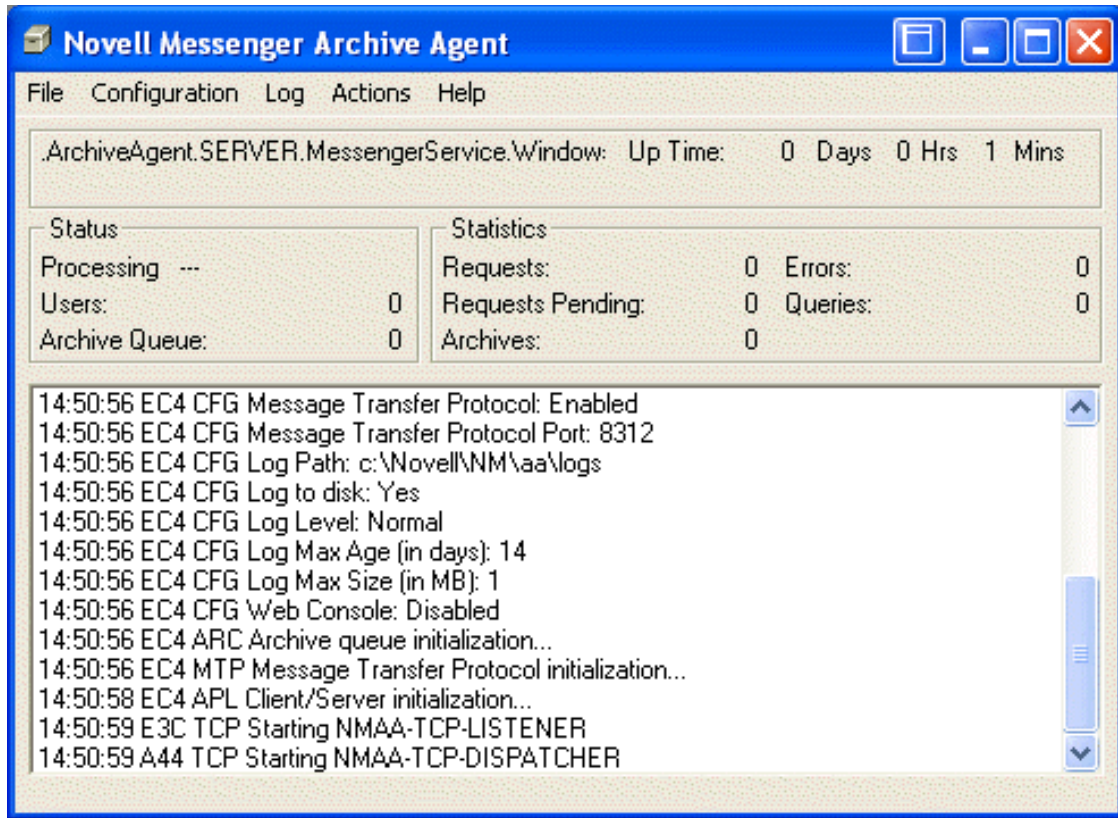 Novell Messenger Archive Agent
File Configuration Log Actions Help
.ArchiveAgent.SERVER.MessengerService.Window: Up Time: 0 Days 0 Hrs 1 Mins
Status
Processing ---
Users: 0
Archive Queue: 0
Statistics
Requests: 0 Errors: 0
Requests Pending: 0 Queries: 0
Archives: 0
14:50:56 EC4 CFG Message Transfer Protocol: Enabled
14:50:56 EC4 CFG Message Transfer Protocol Port: 8312
14:50:56 EC4 CFG Log Path: c:\Novell\NM\aa\logs
14:50:56 EC4 CFG Log to disk: Yes
14:50:56 EC4 CFG Log Level: Normal
14:50:56 EC4 CFG Log Max Age (in days): 14
14:50:56 EC4 CFG Log Max Size (in MB): 1
14:50:56 EC4 CFG Web Console: Disabled
14:50:56 EC4 ARC Archive queue initialization...
14:50:56 EC4 MTP Message Transfer Protocol initialization...
14:50:58 EC4 APL Client/Server initialization...
14:50:59 E3C TCP Starting NMAA-TCP-LISTENER
14:50:59 A44 TCP Starting NMAA-TCP-DISPATCHER